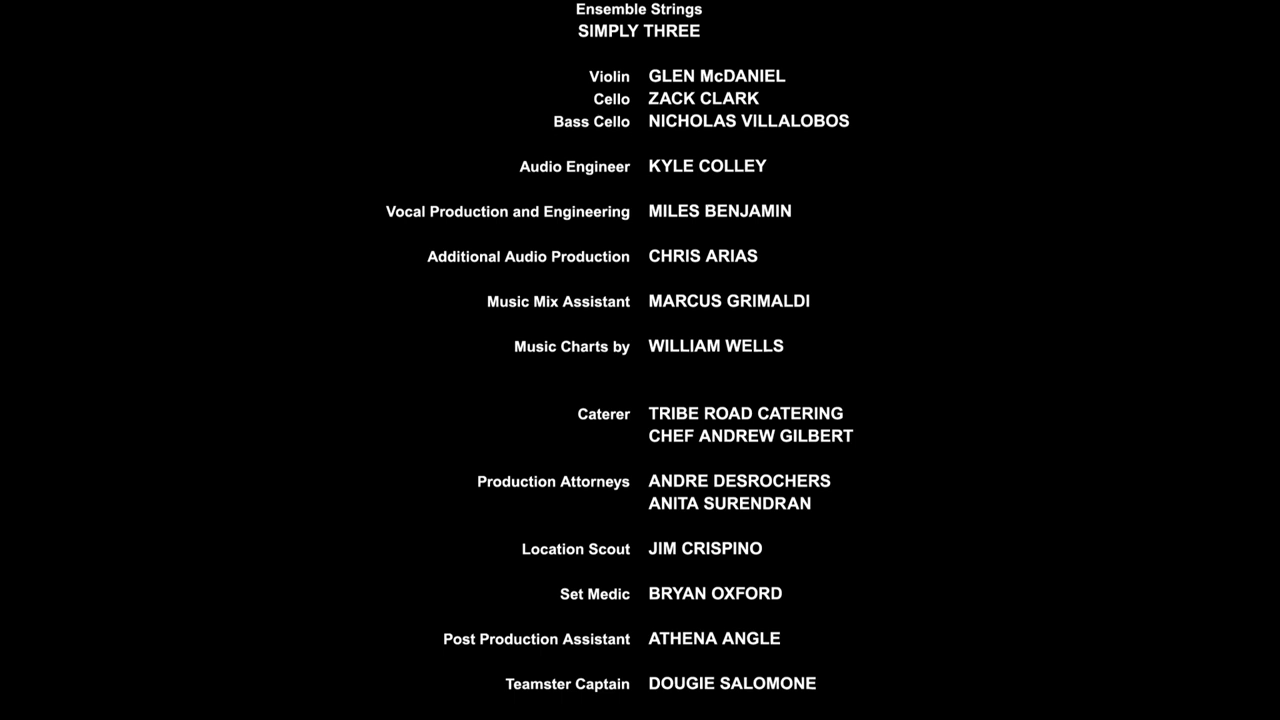 Ensemble Strings
SIMPLY THREE
Violin GLEN McDANIEL
Cello ZACK CLARK
Bass Cello NICHOLAS VILLALOBOS
Audio Engineer KYLE COLLEY
Vocal Production and Engineering MILES BENJAMIN
Additional Audio Production CHRIS ARIAS
Music Mix Assistant MARCUS GRIMALDI
Music Charts by WILLIAM WELLS
Caterer TRIBE ROAD CATERING
CHEF ANDREW GILBERT
Production Attorneys ANDRE DESROCHERS
ANITA SURENDRAN
Location Scout JIM CRISPINO
Set Medic BRYAN OXFORD
Post Production Assistant ATHENA ANGLE
Teamster Captain DOUGIE SALOMONE